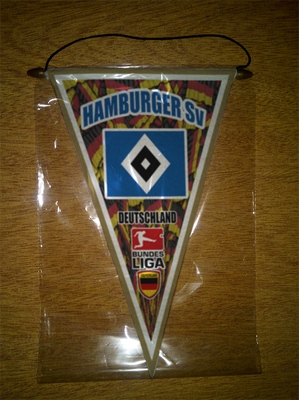 HAMBURGER SV
DEUTSCHLAND
BUNDES
LIGA